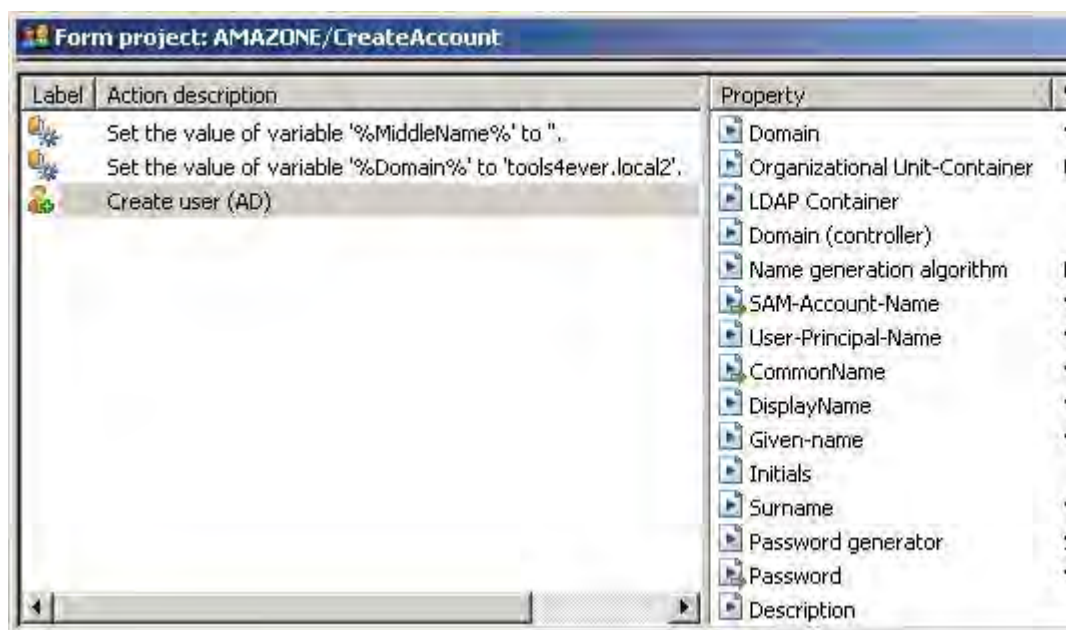 Form project: AMAZONE/CreateAccount
Label Action description
Set the value of variable '%MiddleName%' to ''.
Set the value of variable '%Domain%' to 'tools4ever.local2'.
Create user (AD)
Property
Domain
Organizational Unit-Container
LDAP Container
Domain (controller)
Name generation algorithm
SAM-Account-Name
User-Principal-Name
CommonName
DisplayName
Given-name
Initials
Surname
Password generator
Password
Description